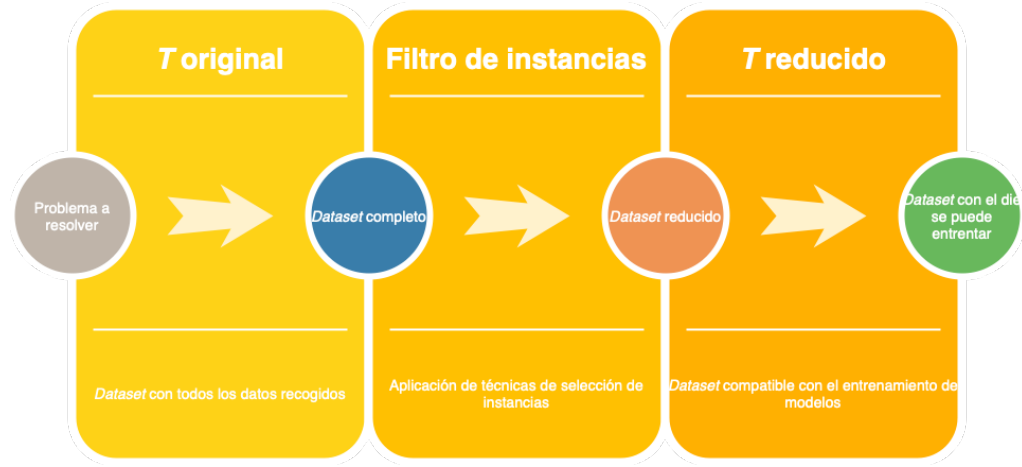 T original
Filtro de instancias
T reducido
Problema a
resolver
Dataset completo
Dataset reducido
Dataset con el die
se puede
entrentar
Dataset con todos los datos recogidos
Aplicación de técnicas de selección de
instancias
Dataset compatible con el entrenamiento de
modelos